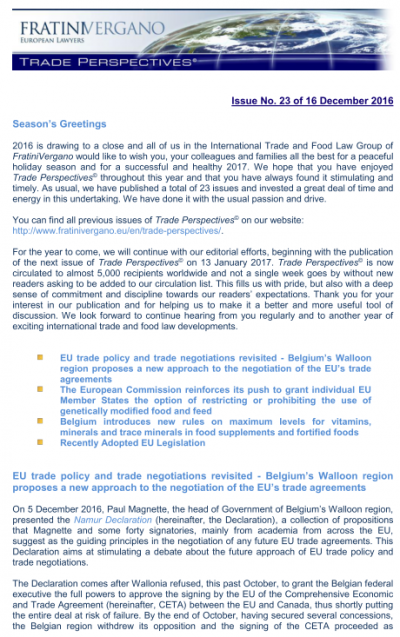 FRATINIVERGANO
EUROPEAN LAWYERS
TRADE PERSPECTIVES©
Issue No. 23 of 16 December 2016
Season's Greetings
2016 is drawing to a close and all of us in the International Trade and Food Law Group of
FratiniVergano would like to wish you, your colleagues and families all the best for a peaceful
holiday season and for a successful and healthy 2017. We hope that you have enjoyed
Trade Perspectives© throughout this year and that you have always found it stimulating and
timely. As usual, we have published a total of 23 issues and invested a great deal of time and
energy in this undertaking. We have done it with the usual passion and drive.
You can find all previous issues of Trade Perspectives© on our website:
http://www.fratinivergano.eu/en/trade-perspectives/.
For the year to come, we will continue with our editorial efforts, beginning with the publication
of the next issue of Trade Perspectives© on 13 January 2017. Trade Perspectives© is now
circulated to almost 5,000 recipients worldwide and not a single week goes by without new
readers asking to be added to our circulation list. This fills us with pride, but also with a deep
sense of commitment and discipline towards our readers' expectations. Thank you for your
interest in our publication and for helping us to make it a better and more useful tool of
discussion. We look forward to continue hearing from you regularly and to another year of
exciting international trade and food law developments.
EU trade policy and trade negotiations revisited - Belgium's Walloon
region proposes a new approach to the negotiation of the EU's trade
agreements
The European Commission reinforces its push to grant individual EU
Member States the option of restricting or prohibiting the use of
genetically modified food and feed
Belgium introduces new rules on maximum levels for vitamins,
minerals and trace minerals in food supplements and fortified foods
Recently Adopted EU Legislation
EU trade policy and trade negotiations revisited - Belgium's Walloon region
proposes a new approach to the negotiation of the EU's trade agreements
On 5 December 2016, Paul Magnette, the head of Government of Belgium's Walloon region,
presented the Namur Declaration (hereinafter, the Declaration), a collection of propositions
that Magnette and some forty signatories, mainly from academia from across the EU,
suggest as the guiding principles in the negotiation of any future EU trade agreements. This
Declaration aims at stimulating a debate about the future approach of EU trade policy and
trade negotiations.
The Declaration comes after Wallonia refused, this past October, to grant the Belgian federal
executive the full powers to approve the signing by the EU of the Comprehensive Economic
and Trade Agreement (hereinafter, CETA) between the EU and Canada, thus shortly putting
the entire deal at risk of failure. By the end of October, having secured several concessions,
the Belgian region withdrew its opposition and the signing of the CETA proceeded as